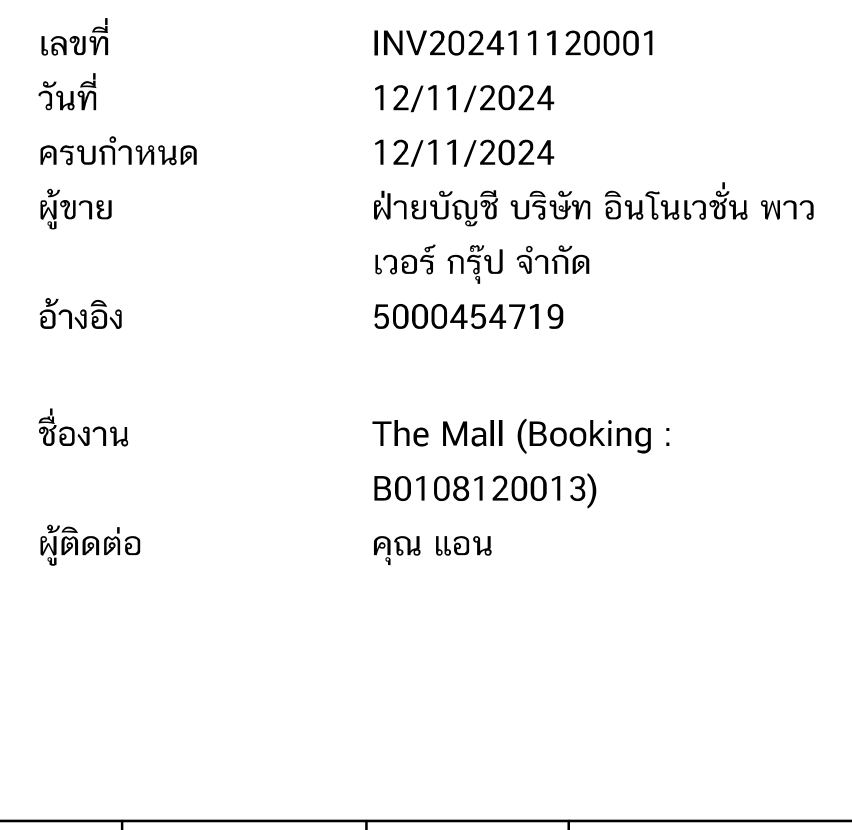 เลขที่ INV202411120001
วันที่ 12/11/2024
ครบกำหนด 12/11/2024
ผู้ขาย ฝ่ายบัญชี บริษัท อินโนเวชั่น พาว
เวอร์ กรุ๊ป จำกัด
อ้างอิง 5000454719
ชื่องาน The Mall (Booking :
B0108120013)
ผู้ติดต่อ คุณ แอน